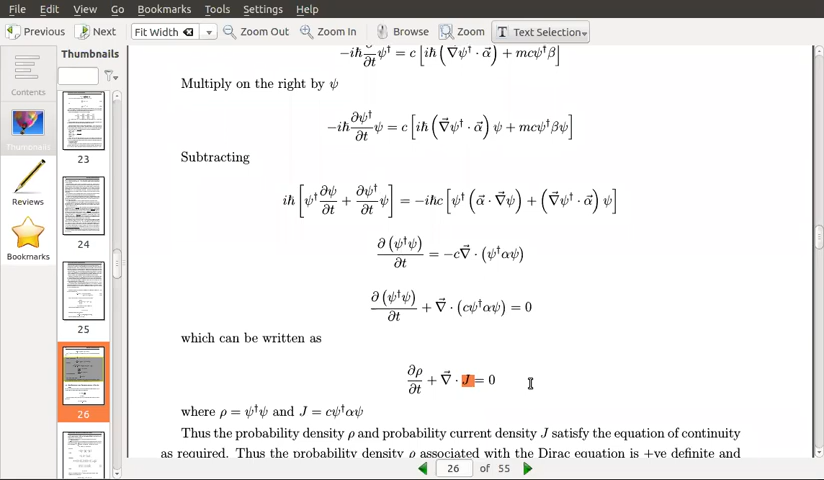 File Edit View Go Bookmarks Tools Settings Help
Previous Next Fit Width Zoom Out Zoom In Browse Zoom Text Selection
Thumbnails
Contents
Thumbnails
Reviews
Bookmarks
23
24
25
26
−iħ ∂/∂t ψ† = c [iħ (∇⃗ψ† · α⃗) + mcψ†β]
Multiply on the right by ψ
−iħ ∂ψ†/∂t ψ = c [iħ (∇⃗ψ† · α⃗) ψ + mcψ†βψ]
Subtracting
iħ [ψ† ∂ψ/∂t + ∂ψ†/∂t ψ] = −iħc [ψ† (α⃗ · ∇⃗ψ) + (∇⃗ψ† · α⃗) ψ]
∂ (ψ†ψ)/∂t = −c∇⃗ · (ψ†αψ)
∂ (ψ†ψ)/∂t + ∇⃗ · (cψ†αψ) = 0
which can be written as
∂ρ/∂t + ∇⃗ · J = 0
where ρ = ψ†ψ and J = cψ†αψ
Thus the probability density ρ and probability current density J satisfy the equation of continuity
as required. Thus the probability density ρ associated with the Dirac equation is +ve definite and
26 of 55